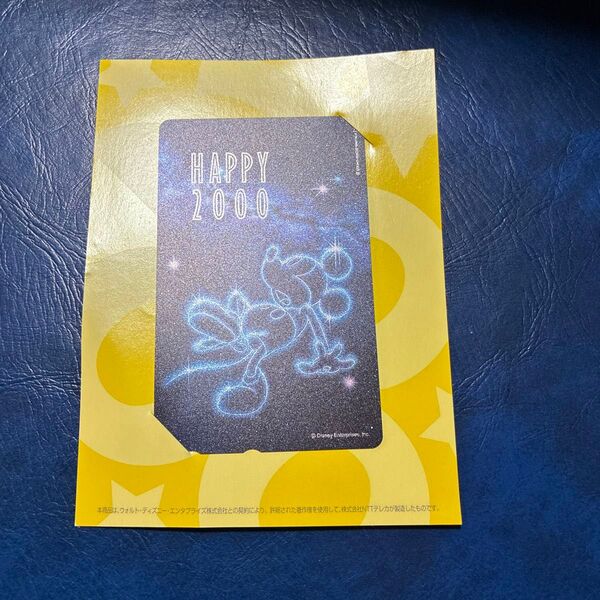 HAPPY
2000
© Disney Enterprises, Inc.
本商品は、ウォルト・ディズニー・エンタプライズ株式会社との契約により、許諾された著作権を使用して、株式会社NTTテレカが製造したものです。